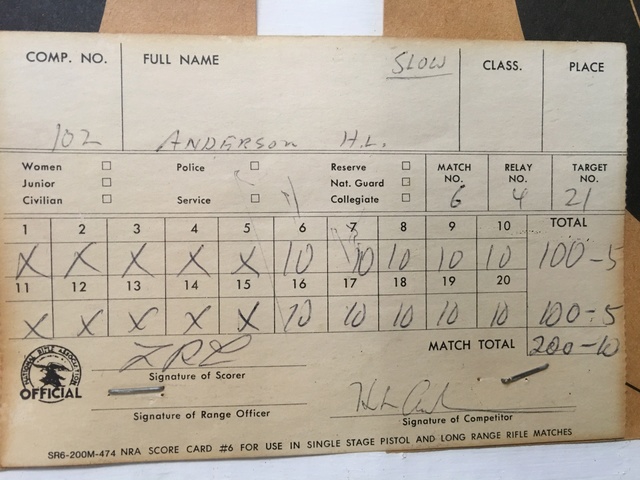 COMP. NO. FULL NAME SLOW CLASS. PLACE
102 ANDERSON H.L.
Women Police Reserve MATCH NO. RELAY NO. TARGET NO.
Junior Nat. Guard 6 4 21
Civilian Service Collegiate
1 2 3 4 5 6 7 8 9 10 TOTAL
X X X X X 10 10 10 10 10 100-5
11 12 13 14 15 16 17 18 19 20
X X X X X 10 10 10 10 10 100-5
MATCH TOTAL 200-10
NATIONAL RIFLE ASSOCIATION
OFFICIAL
Signature of Scorer
Signature of Range Officer Signature of Competitor
SR6-200M-474 NRA SCORE CARD #6 FOR USE IN SINGLE STAGE PISTOL AND LONG RANGE RIFLE MATCHES